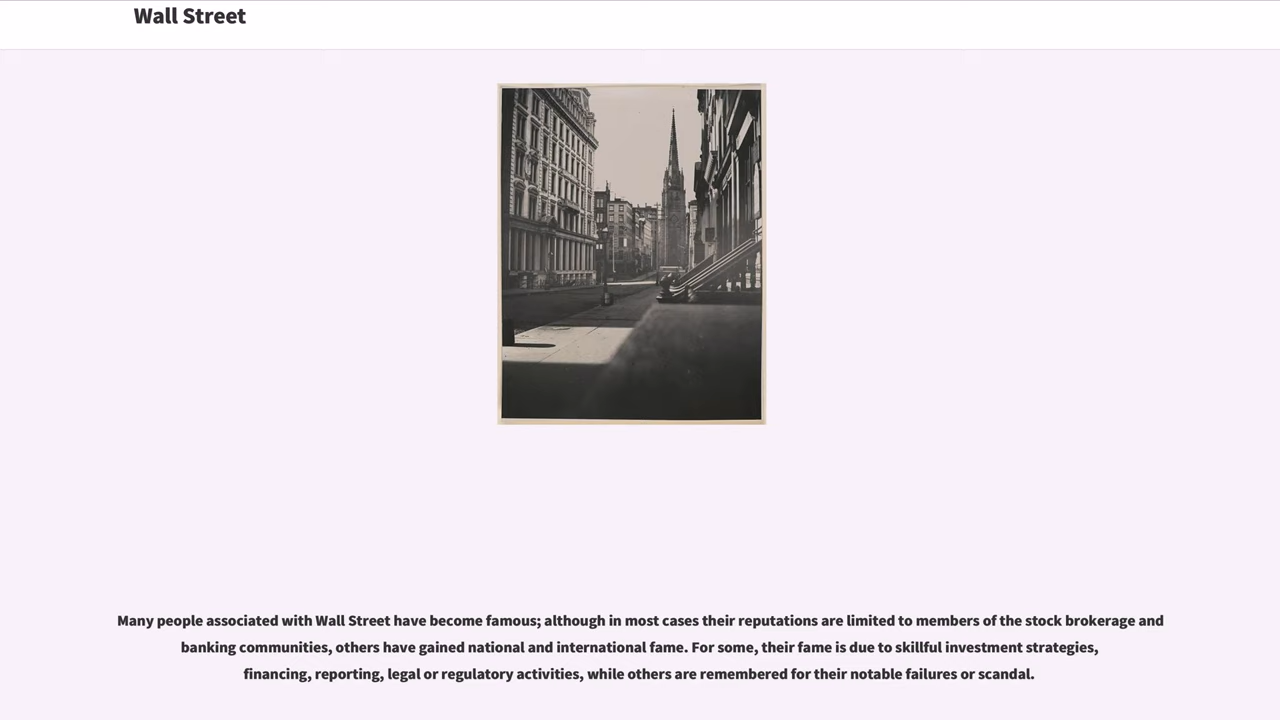 Wall Street
Many people associated with Wall Street have become famous; although in most cases their reputations are limited to members of the stock brokerage and
banking communities, others have gained national and international fame. For some, their fame is due to skillful investment strategies,
financing, reporting, legal or regulatory activities, while others are remembered for their notable failures or scandal.